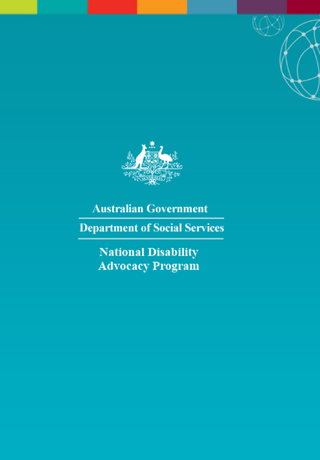 Australian Government
Department of Social Services
National Disability
Advocacy Program